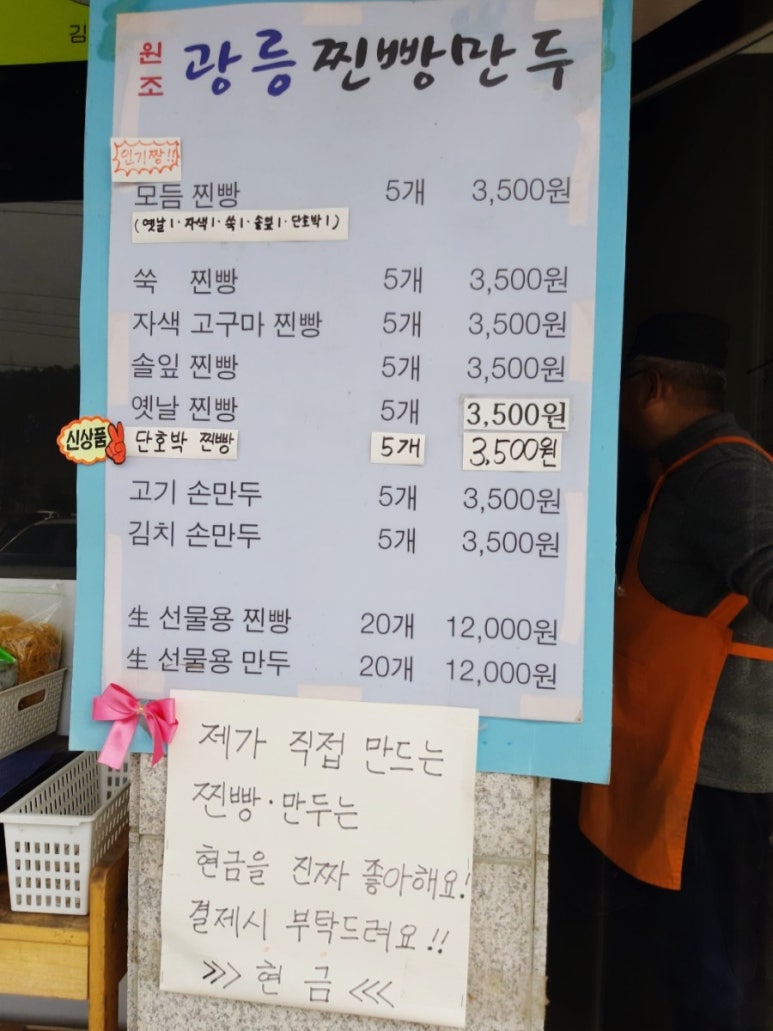 김
원조 광릉 찐빵만두
인기짱!!
모듬 찐빵 5개 3,500원
(옛날1·자색1·쑥1·솔잎1·단호박1)
쑥 찐빵 5개 3,500원
자색 고구마 찐빵 5개 3,500원
솔잎 찐빵 5개 3,500원
옛날 찐빵 5개 3,500원
신상품 단호박 찐빵 5개 3,500원
고기 손만두 5개 3,500원
김치 손만두 5개 3,500원
生 선물용 찐빵 20개 12,000원
生 선물용 만두 20개 12,000원
제가 직접 만드는
찐빵·만두는
현금을 진짜 좋아해요!
결제시 부탁드려요!!
>>> 현금 <<<